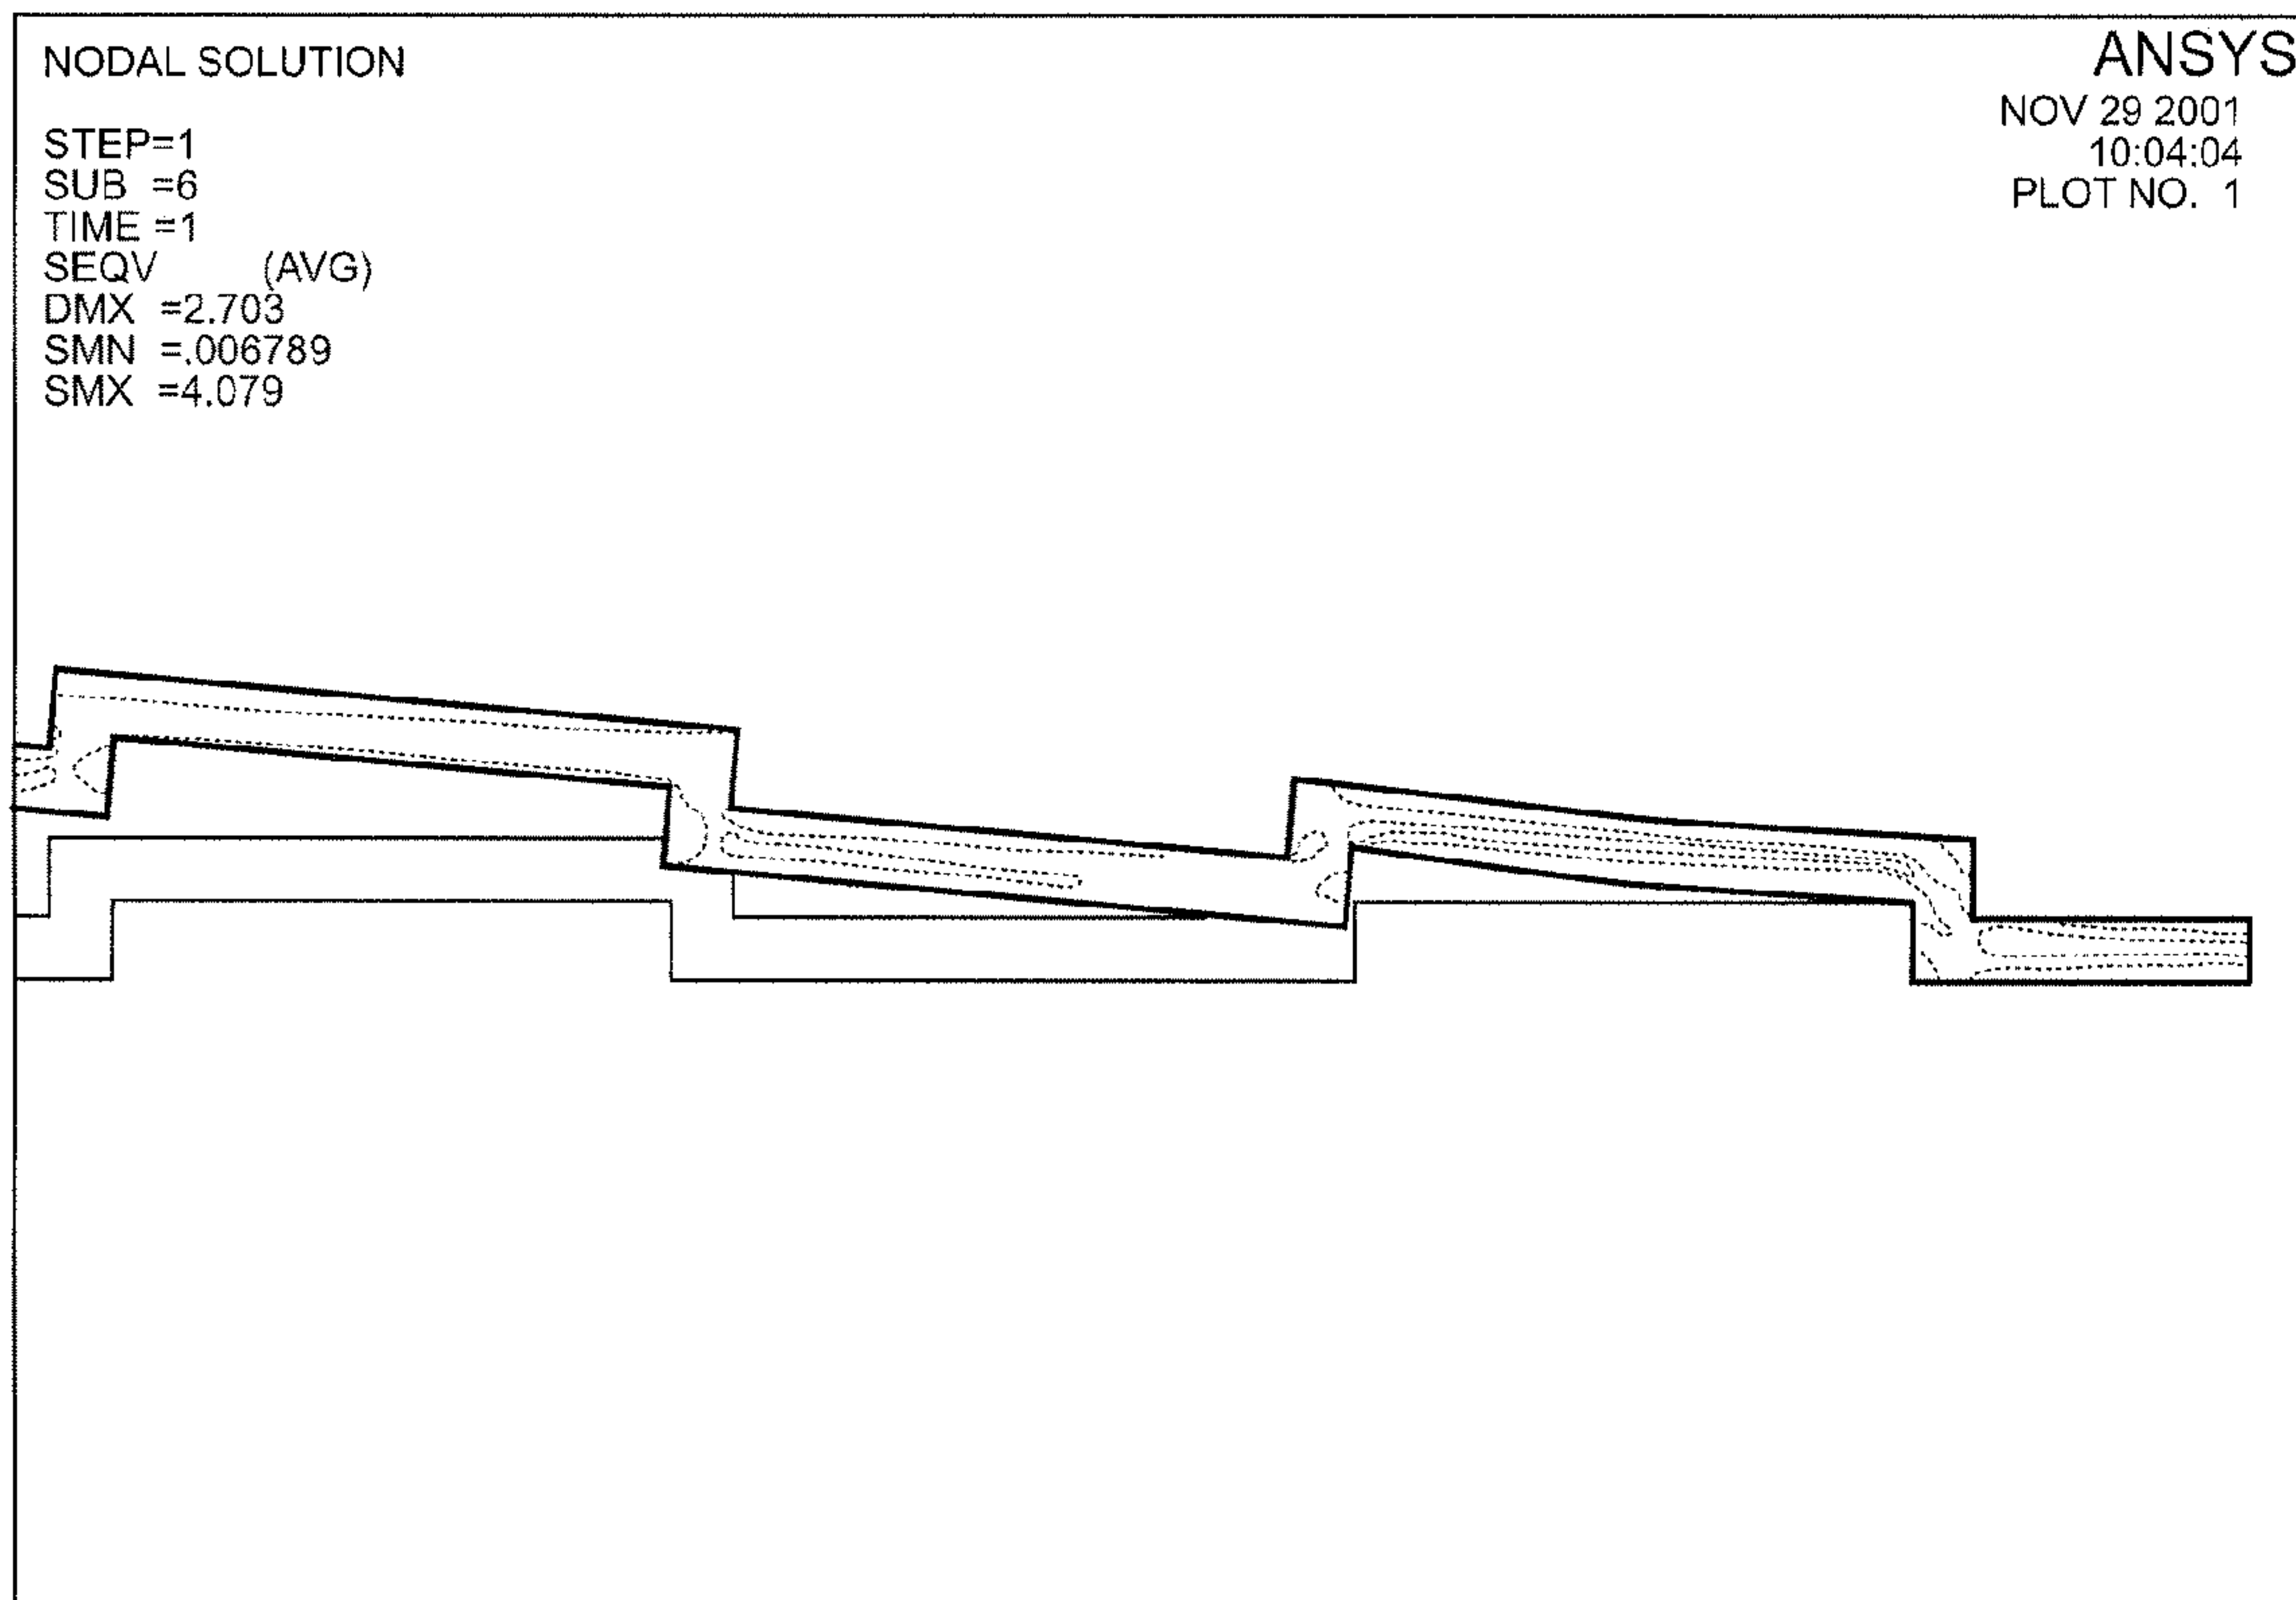 NODAL SOLUTION
STEP=1
SUB =6
TIME =1
SEQV (AVG)
DMX =2.703
SMN =.006789
SMX =4.079
ANSYS
NOV 29 2001
10:04:04
PLOT NO. 1